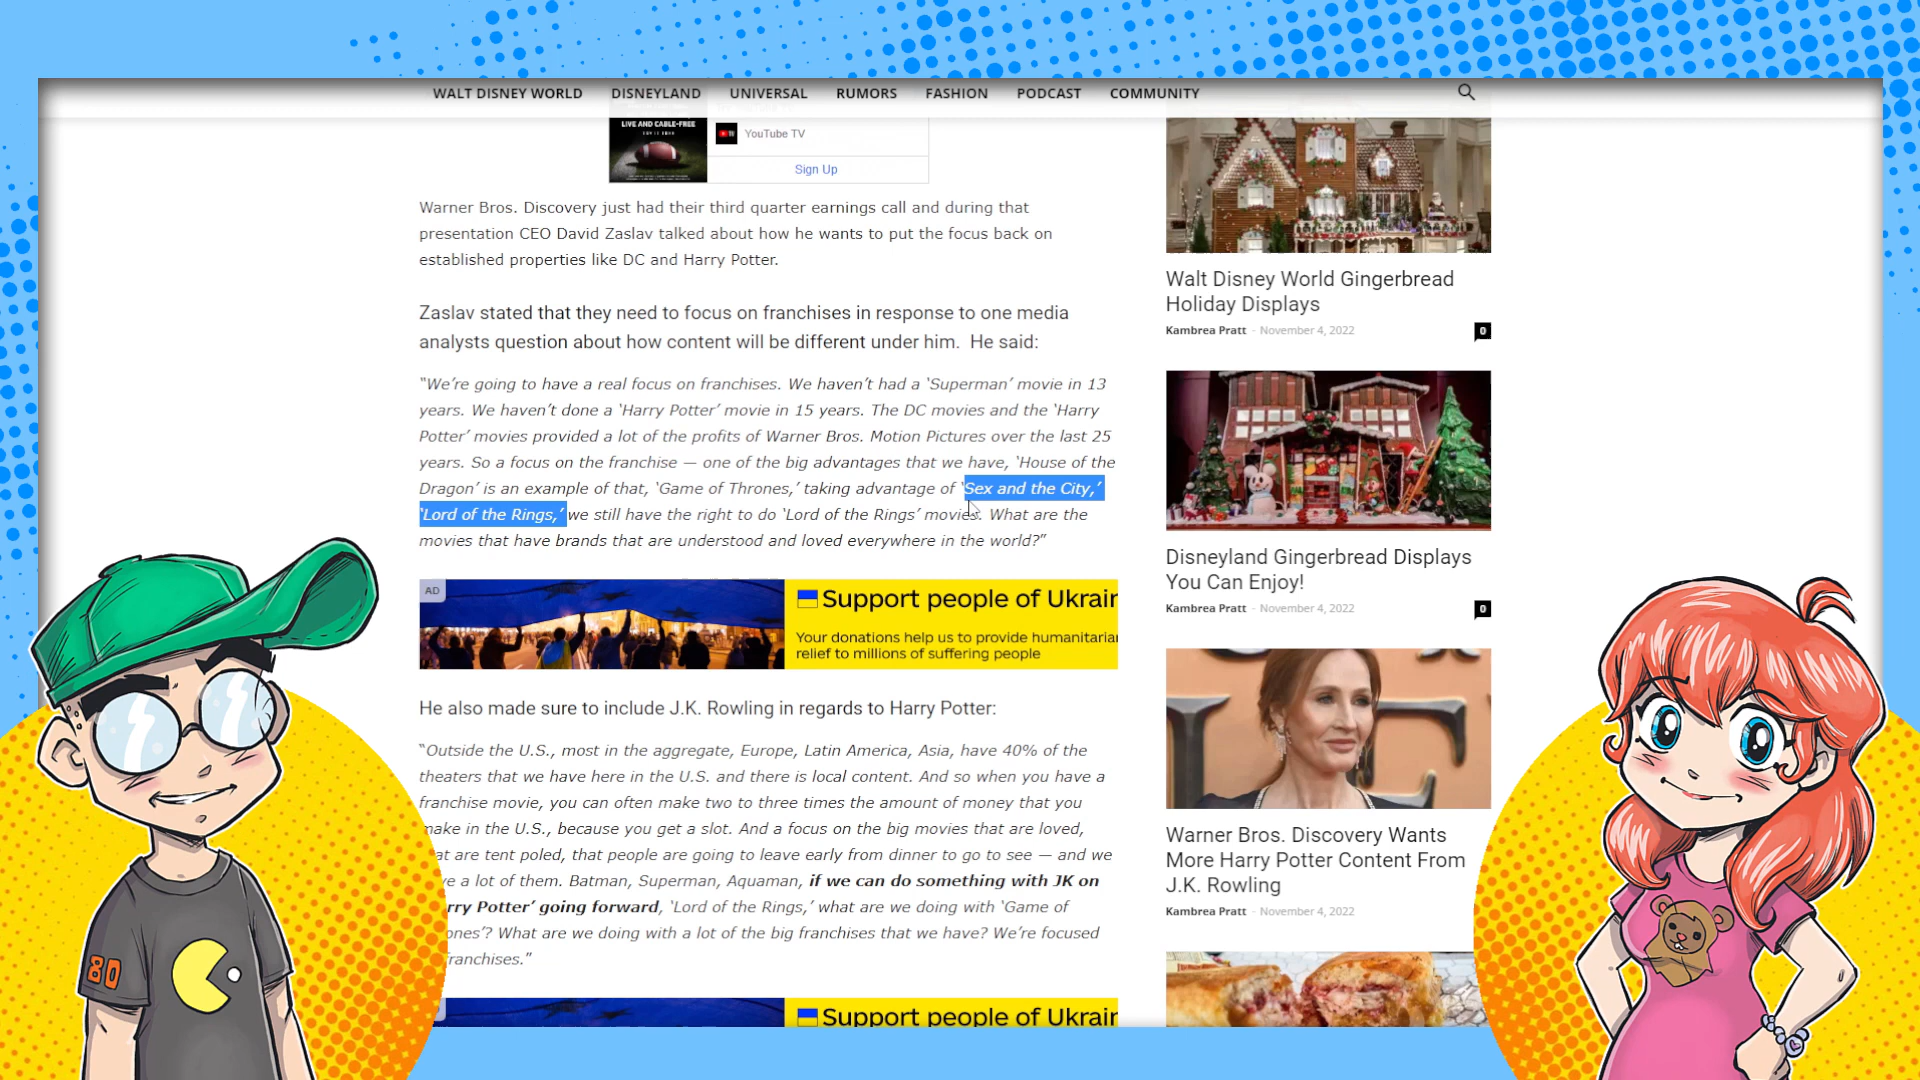 WALT DISNEY WORLD DISNEYLAND UNIVERSAL RUMORS FASHION PODCAST COMMUNITY
LIVE AND CABLE-FREE
YouTube TV
Sign Up
Warner Bros. Discovery just had their third quarter earnings call and during that
presentation CEO David Zaslav talked about how he wants to put the focus back on
established properties like DC and Harry Potter.
Zaslav stated that they need to focus on franchises in response to one media
analysts question about how content will be different under him. He said:
“We’re going to have a real focus on franchises. We haven’t had a ‘Superman’ movie in 13
years. We haven’t done a ‘Harry Potter’ movie in 15 years. The DC movies and the ‘Harry
Potter’ movies provided a lot of the profits of Warner Bros. Motion Pictures over the last 25
years. So a focus on the franchise — one of the big advantages that we have, ‘House of the
Dragon’ is an example of that, ‘Game of Thrones,’ taking advantage of ‘Sex and the City,’
‘Lord of the Rings,’ we still have the right to do ‘Lord of the Rings’ movies. What are the
movies that have brands that are understood and loved everywhere in the world?”
AD
Support people of Ukrain
Your donations help us to provide humanitarian
relief to millions of suffering people
He also made sure to include J.K. Rowling in regards to Harry Potter:
“Outside the U.S., most in the aggregate, Europe, Latin America, Asia, have 40% of the
theaters that we have here in the U.S. and there is local content. And so when you have a
franchise movie, you can often make two to three times the amount of money that you
make in the U.S., because you get a slot. And a focus on the big movies that are loved,
at are tent poled, that people are going to leave early from dinner to go to see — and we
ve a lot of them. Batman, Superman, Aquaman, if we can do something with JK on
rry Potter’ going forward, ‘Lord of the Rings,’ what are we doing with ‘Game of
ones’? What are we doing with a lot of the big franchises that we have? We’re focused
ranchises.”
Support people of Ukrain
Walt Disney World Gingerbread
Holiday Displays
Kambrea Pratt - November 4, 2022
0
Disneyland Gingerbread Displays
You Can Enjoy!
Kambrea Pratt - November 4, 2022
0
Warner Bros. Discovery Wants
More Harry Potter Content From
J.K. Rowling
Kambrea Pratt - November 4, 2022
80